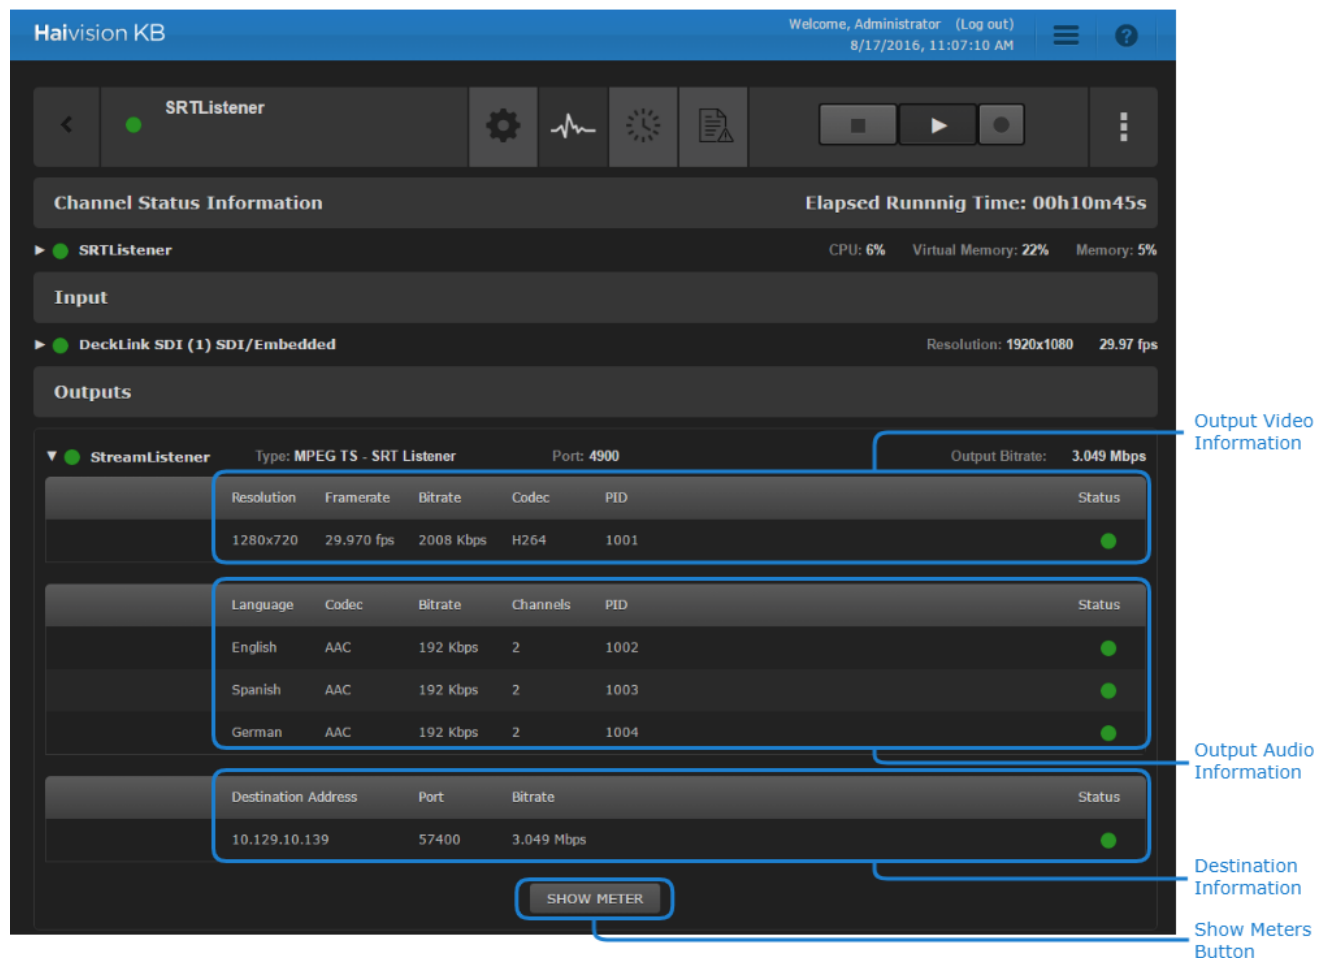 Haivision KB
Welcome, Administrator (Log out)
8/17/2016, 11:07:10 AM
SRTListener
Channel Status Information Elapsed Runnnig Time: 00h10m45s
SRTListener CPU: 6% Virtual Memory: 22% Memory: 5%
Input
DeckLink SDI (1) SDI/Embedded Resolution: 1920x1080 29.97 fps
Outputs
Output Video
Information
StreamListener Type: MPEG TS - SRT Listener Port: 4900 Output Bitrate: 3.049 Mbps
Resolution Framerate Bitrate Codec PID Status
1280x720 29.970 fps 2008 Kbps H264 1001
Language Codec Bitrate Channels PID Status
English AAC 192 Kbps 2 1002
Spanish AAC 192 Kbps 2 1003
German AAC 192 Kbps 2 1004
Output Audio
Information
Destination Address Port Bitrate Status
10.129.10.139 57400 3.049 Mbps
Destination
Information
SHOW METER
Show Meters
Button